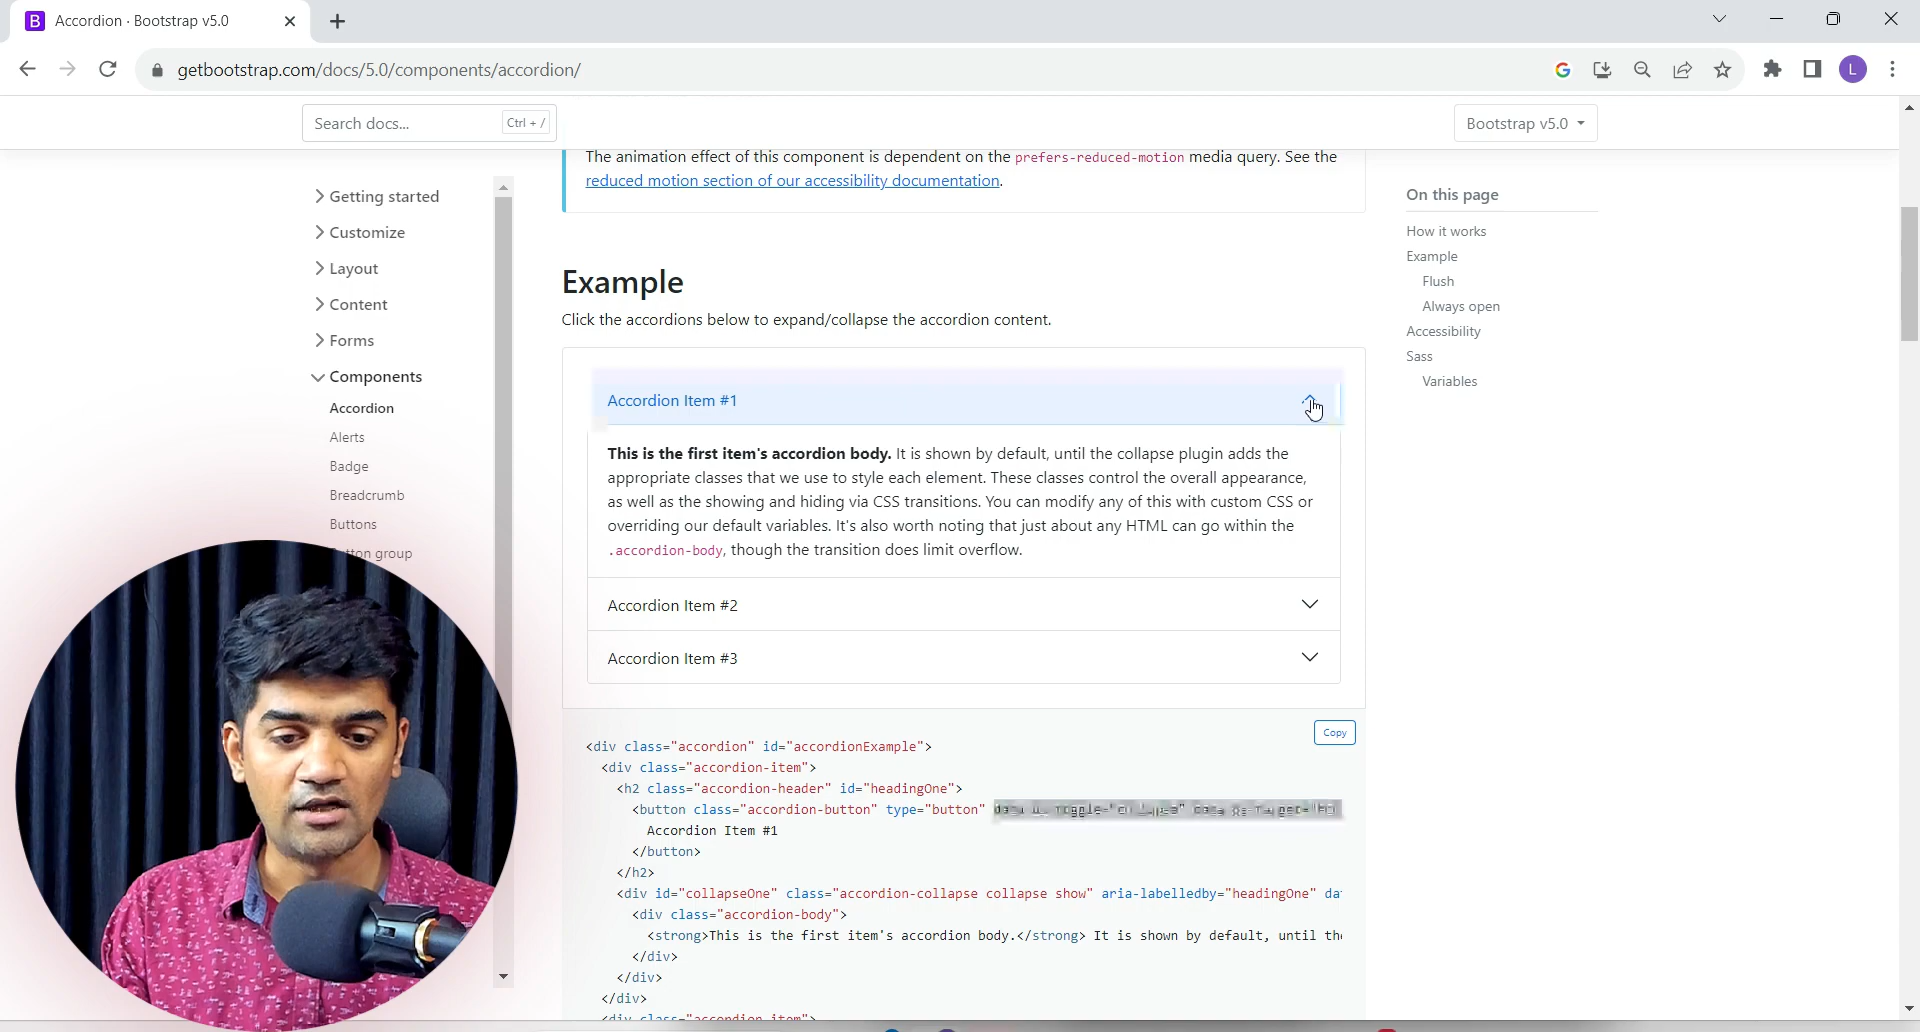 Accordion · Bootstrap v5.0
getbootstrap.com/docs/5.0/components/accordion/
L
Search docs...
Ctrl + /
Bootstrap v5.0
Getting started
Customize
Layout
Content
Forms
Components
Accordion
Alerts
Badge
Breadcrumb
Buttons
group
The animation effect of this component is dependent on the prefers-reduced-motion media query. See the
reduced motion section of our accessibility documentation.
Example
Click the accordions below to expand/collapse the accordion content.
Accordion Item #1
This is the first item's accordion body. It is shown by default, until the collapse plugin adds the
appropriate classes that we use to style each element. These classes control the overall appearance,
as well as the showing and hiding via CSS transitions. You can modify any of this with custom CSS or
overriding our default variables. It's also worth noting that just about any HTML can go within the
.accordion-body, though the transition does limit overflow.
Accordion Item #2
Accordion Item #3
Copy
<div class="accordion" id="accordionExample">
<div class="accordion-item">
<h2 class="accordion-header" id="headingOne">
<button class="accordion-button" type="button"
Accordion Item #1
</button>
</h2>
<div id="collapseOne" class="accordion-collapse collapse show" aria-labelledby="headingOne"
<div class="accordion-body">
<strong>This is the first item's accordion body.</strong> It is shown by default, until
</div>
</div>
</div>
<div class="accordion-item">
On this page
How it works
Example
Flush
Always open
Accessibility
Sass
Variables